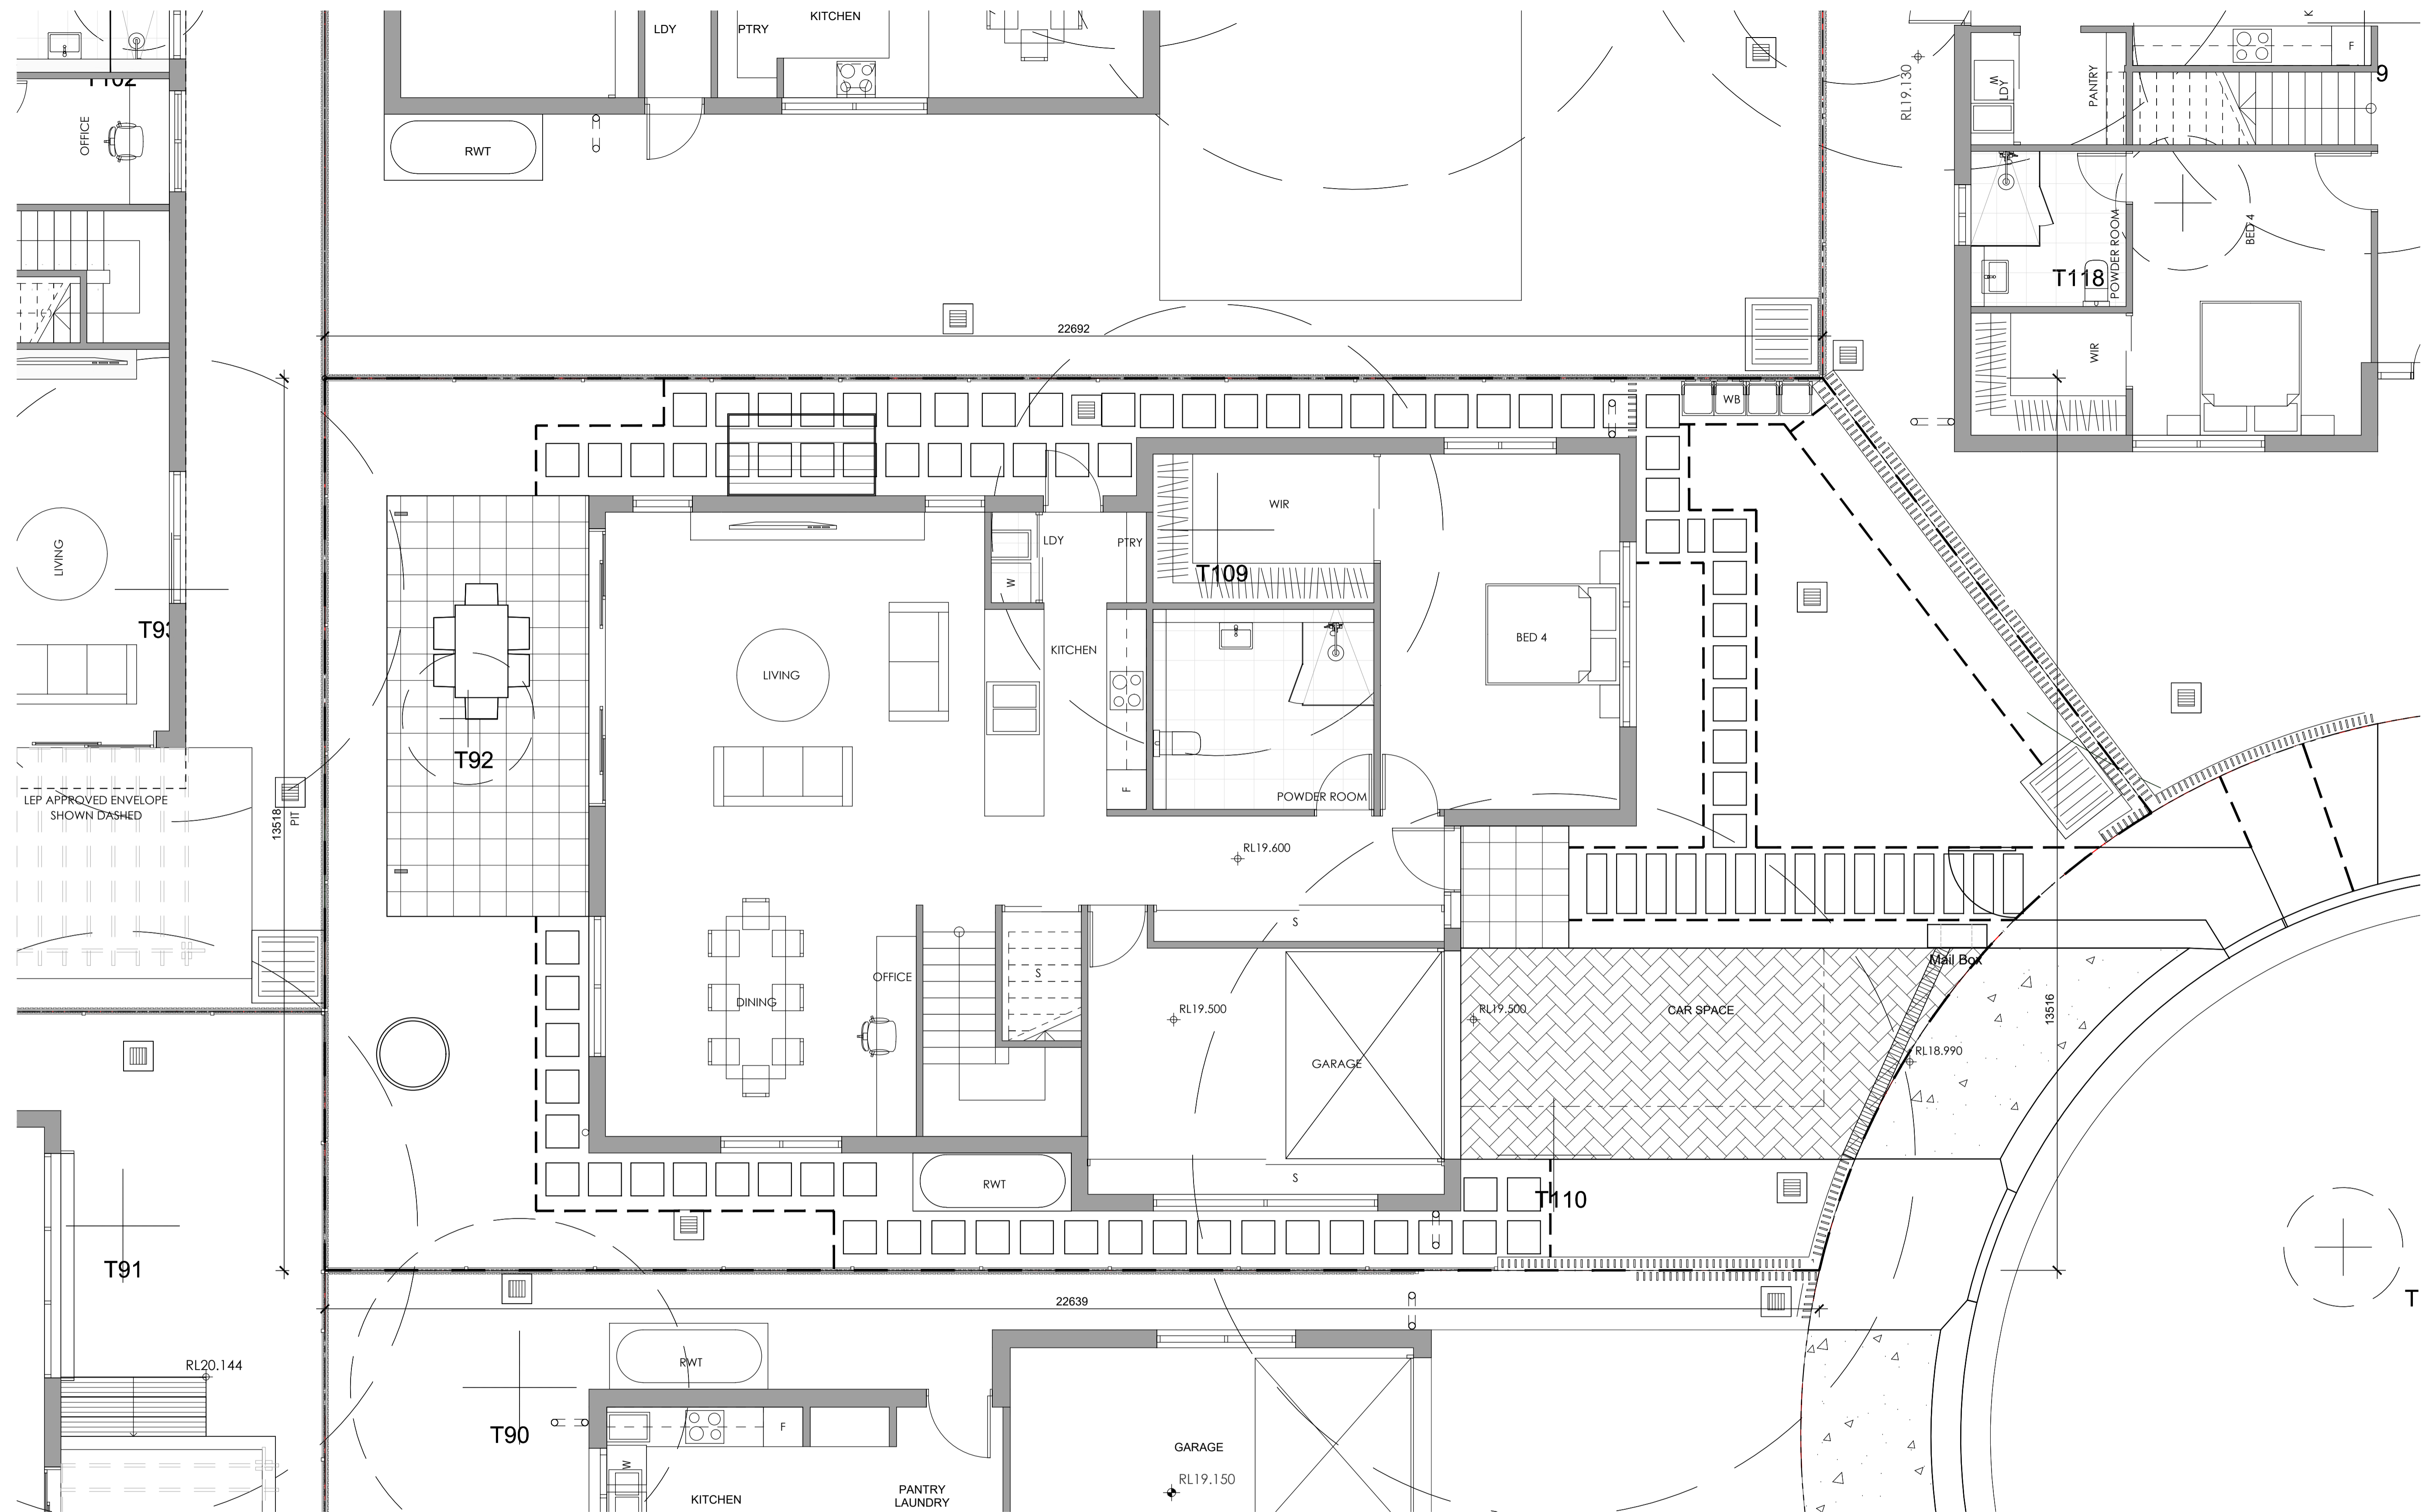 KITCHEN
LDY
PTRY
F
9
W
LDY
PANTRY
RL19.130
OFFICE
RWT
POWDER ROOM
BED 4
T118
22692
WIR
WB
WIR
LDY
PTRY
T109
W
LIVING
T93
KITCHEN
BED 4
LIVING
T92
F
POWDER ROOM
LEP APPROVED ENVELOPE
SHOWN DASHED
PIT
13518
RL19.600
S
OFFICE
S
DINING
Mail Box
RL19.500
RL19.500
CAR SPACE
13516
RL18.990
GARAGE
RWT
S
T110
T91
22639
T
RL20.144
RWT
T90
F
GARAGE
W
RL19.150
KITCHEN
PANTRY
LAUNDRY